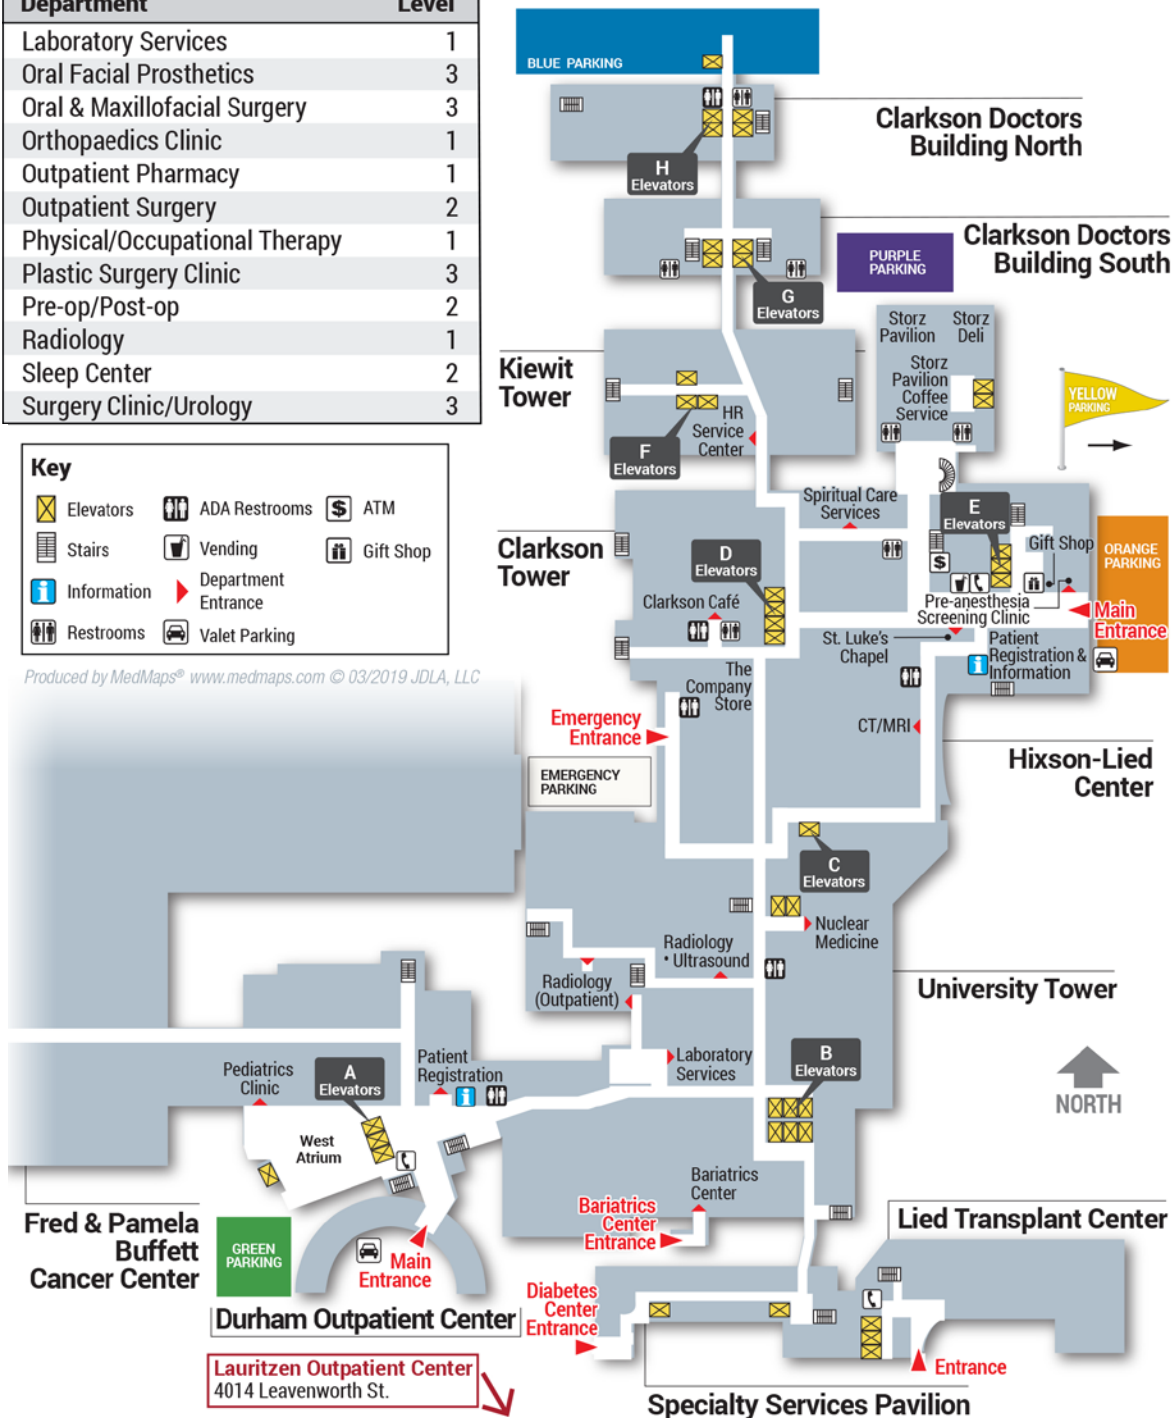 Department Level
Laboratory Services 1
Oral Facial Prosthetics 3
Oral & Maxillofacial Surgery 3
Orthopaedics Clinic 1
Outpatient Pharmacy 1
Outpatient Surgery 2
Physical/Occupational Therapy 1
Plastic Surgery Clinic 3
Pre-op/Post-op 2
Radiology 1
Sleep Center 2
Surgery Clinic/Urology 3
Key
Elevators
ADA Restrooms
$ ATM
Stairs
Vending
Gift Shop
i Information
Department
Entrance
Restrooms
Valet Parking
Produced by MedMaps® www.medmaps.com © 03/2019 JDLA, LLC
BLUE PARKING
Clarkson Doctors
Building North
H
Elevators
Clarkson Doctors
Building South
PURPLE
PARKING
G
Elevators
Kiewit
Tower
HR
Service
Center
F
Elevators
Storz
Pavilion
Storz
Deli
Storz
Pavilion
Coffee
Service
YELLOW
PARKING
Spiritual Care
Services
E
Elevators
Gift Shop
ORANGE
PARKING
$
Clarkson
Tower
D
Elevators
Clarkson Café
Pre-anesthesia
Screening Clinic
Main
Entrance
St. Luke's
Chapel
Patient
Registration &
Information
i
The
Company
Store
Emergency
Entrance
CT/MRI
EMERGENCY
PARKING
Hixson-Lied
Center
C
Elevators
Nuclear
Medicine
Radiology
• Ultrasound
Radiology
(Outpatient)
University Tower
Laboratory
Services
B
Elevators
NORTH
Pediatrics
Clinic
A
Elevators
Patient
Registration
i
West
Atrium
Bariatrics
Center
Bariatrics
Center
Entrance
Fred & Pamela
Buffett
Cancer Center
GREEN
PARKING
Main
Entrance
Lied Transplant Center
Diabetes
Center
Entrance
Durham Outpatient Center
Entrance
Lauritzen Outpatient Center
4014 Leavenworth St.
Specialty Services Pavilion